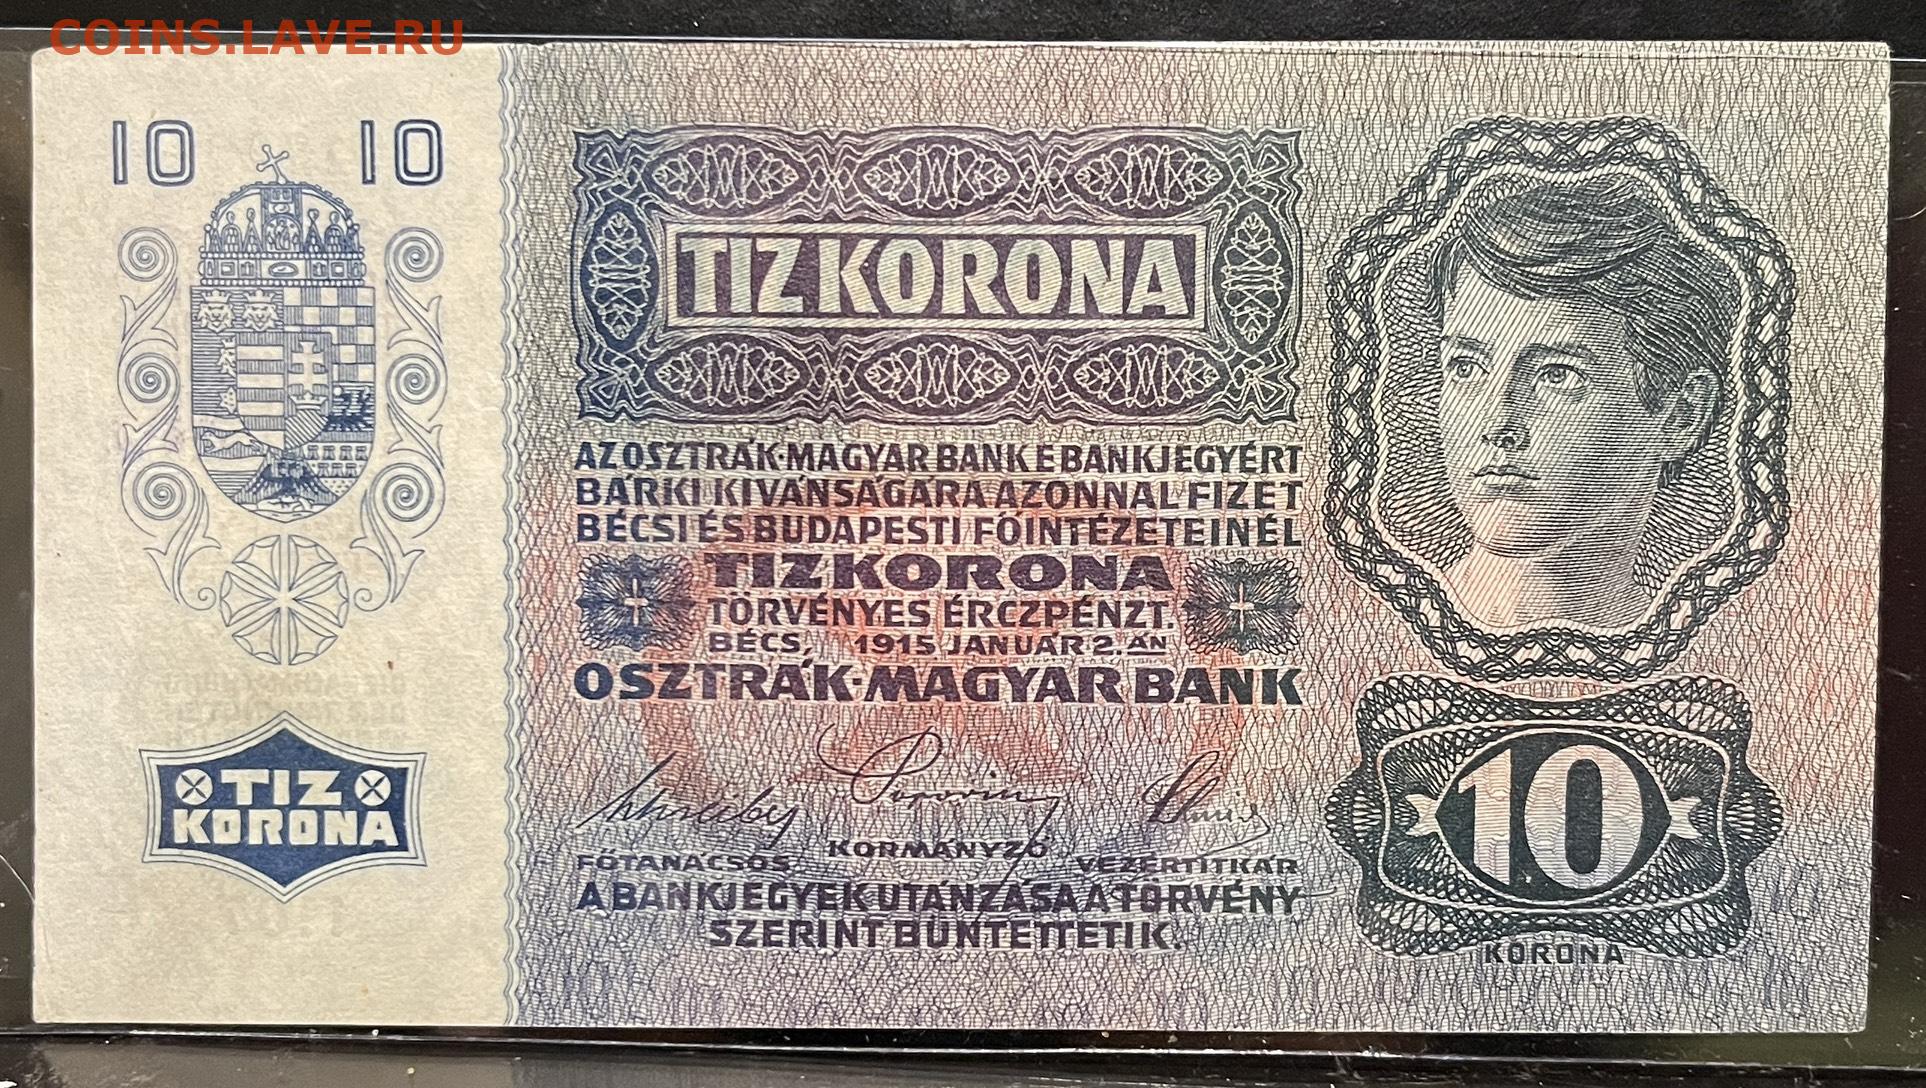 COINS.LAVE.RU
10 10
TIZ KORONA
AZ OSZTRÁK-MAGYAR BANK E BANKJEGYÉRT
BÁRKI KIVÁNSÁGÁRA AZONNAL FIZET
BÉCSI ÉS BUDAPESTI FŐINTÉZETEINÉL
TIZ KORONA
TÖRVÉNYES ÉRCZPÉNZT.
BÉCS, 1915 JANUÁR 2.ÁN
OSZTRÁK-MAGYAR BANK
FŐTANÁCSOS KORMÁNYZÓ VEZÉRTITKÁR
A BANKJEGYEK UTÁNZÁSA A TÖRVÉNY
SZERINT BÜNTETTETIK.
TIZ
KORONA
10
KORONA